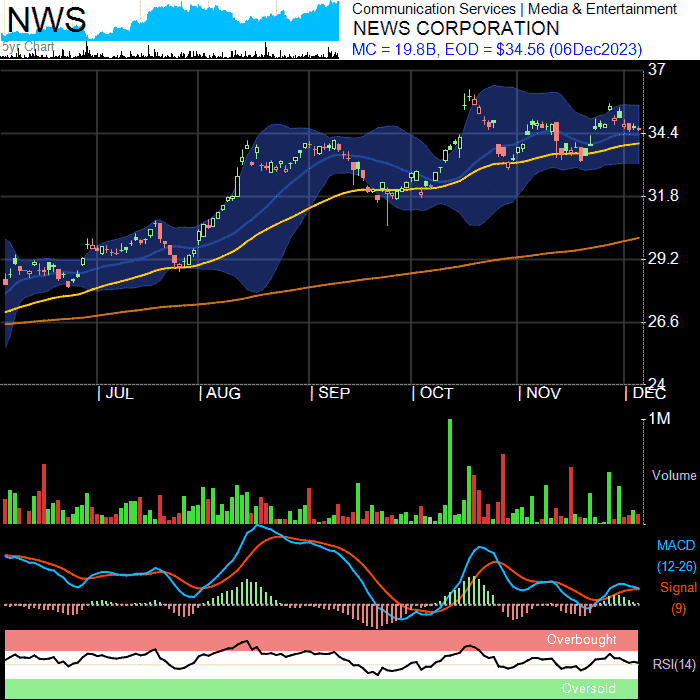 NWS
5yr Chart
Communication Services | Media & Entertainment
NEWS CORPORATION
MC = 19.8B, EOD = $34.56 (06Dec2023)
37
34.4
31.8
29.2
26.6
24
| JUL | AUG | SEP | OCT | NOV | DEC
1M
Volume
MACD
(12-26)
Signal
(9)
Overbought
RSI(14)
Oversold